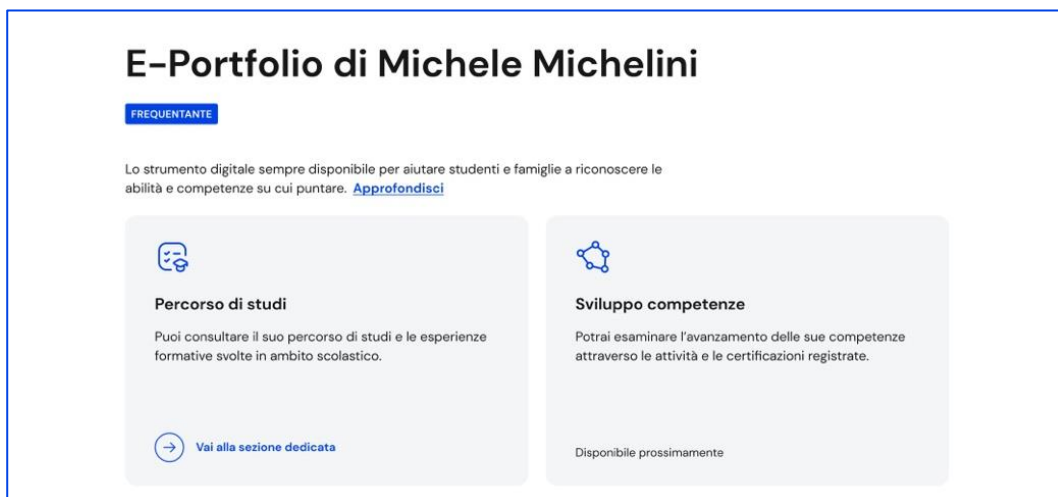 E-Portfolio di Michele Michelini
FREQUENTANTE
Lo strumento digitale sempre disponibile per aiutare studenti e famiglie a riconoscere le
abilità e competenze su cui puntare. Approfondisci
Percorso di studi
Puoi consultare il suo percorso di studi e le esperienze
formative svolte in ambito scolastico.
Vai alla sezione dedicata
Sviluppo competenze
Potrai esaminare l'avanzamento delle sue competenze
attraverso le attività e le certificazioni registrate.
Disponibile prossimamente